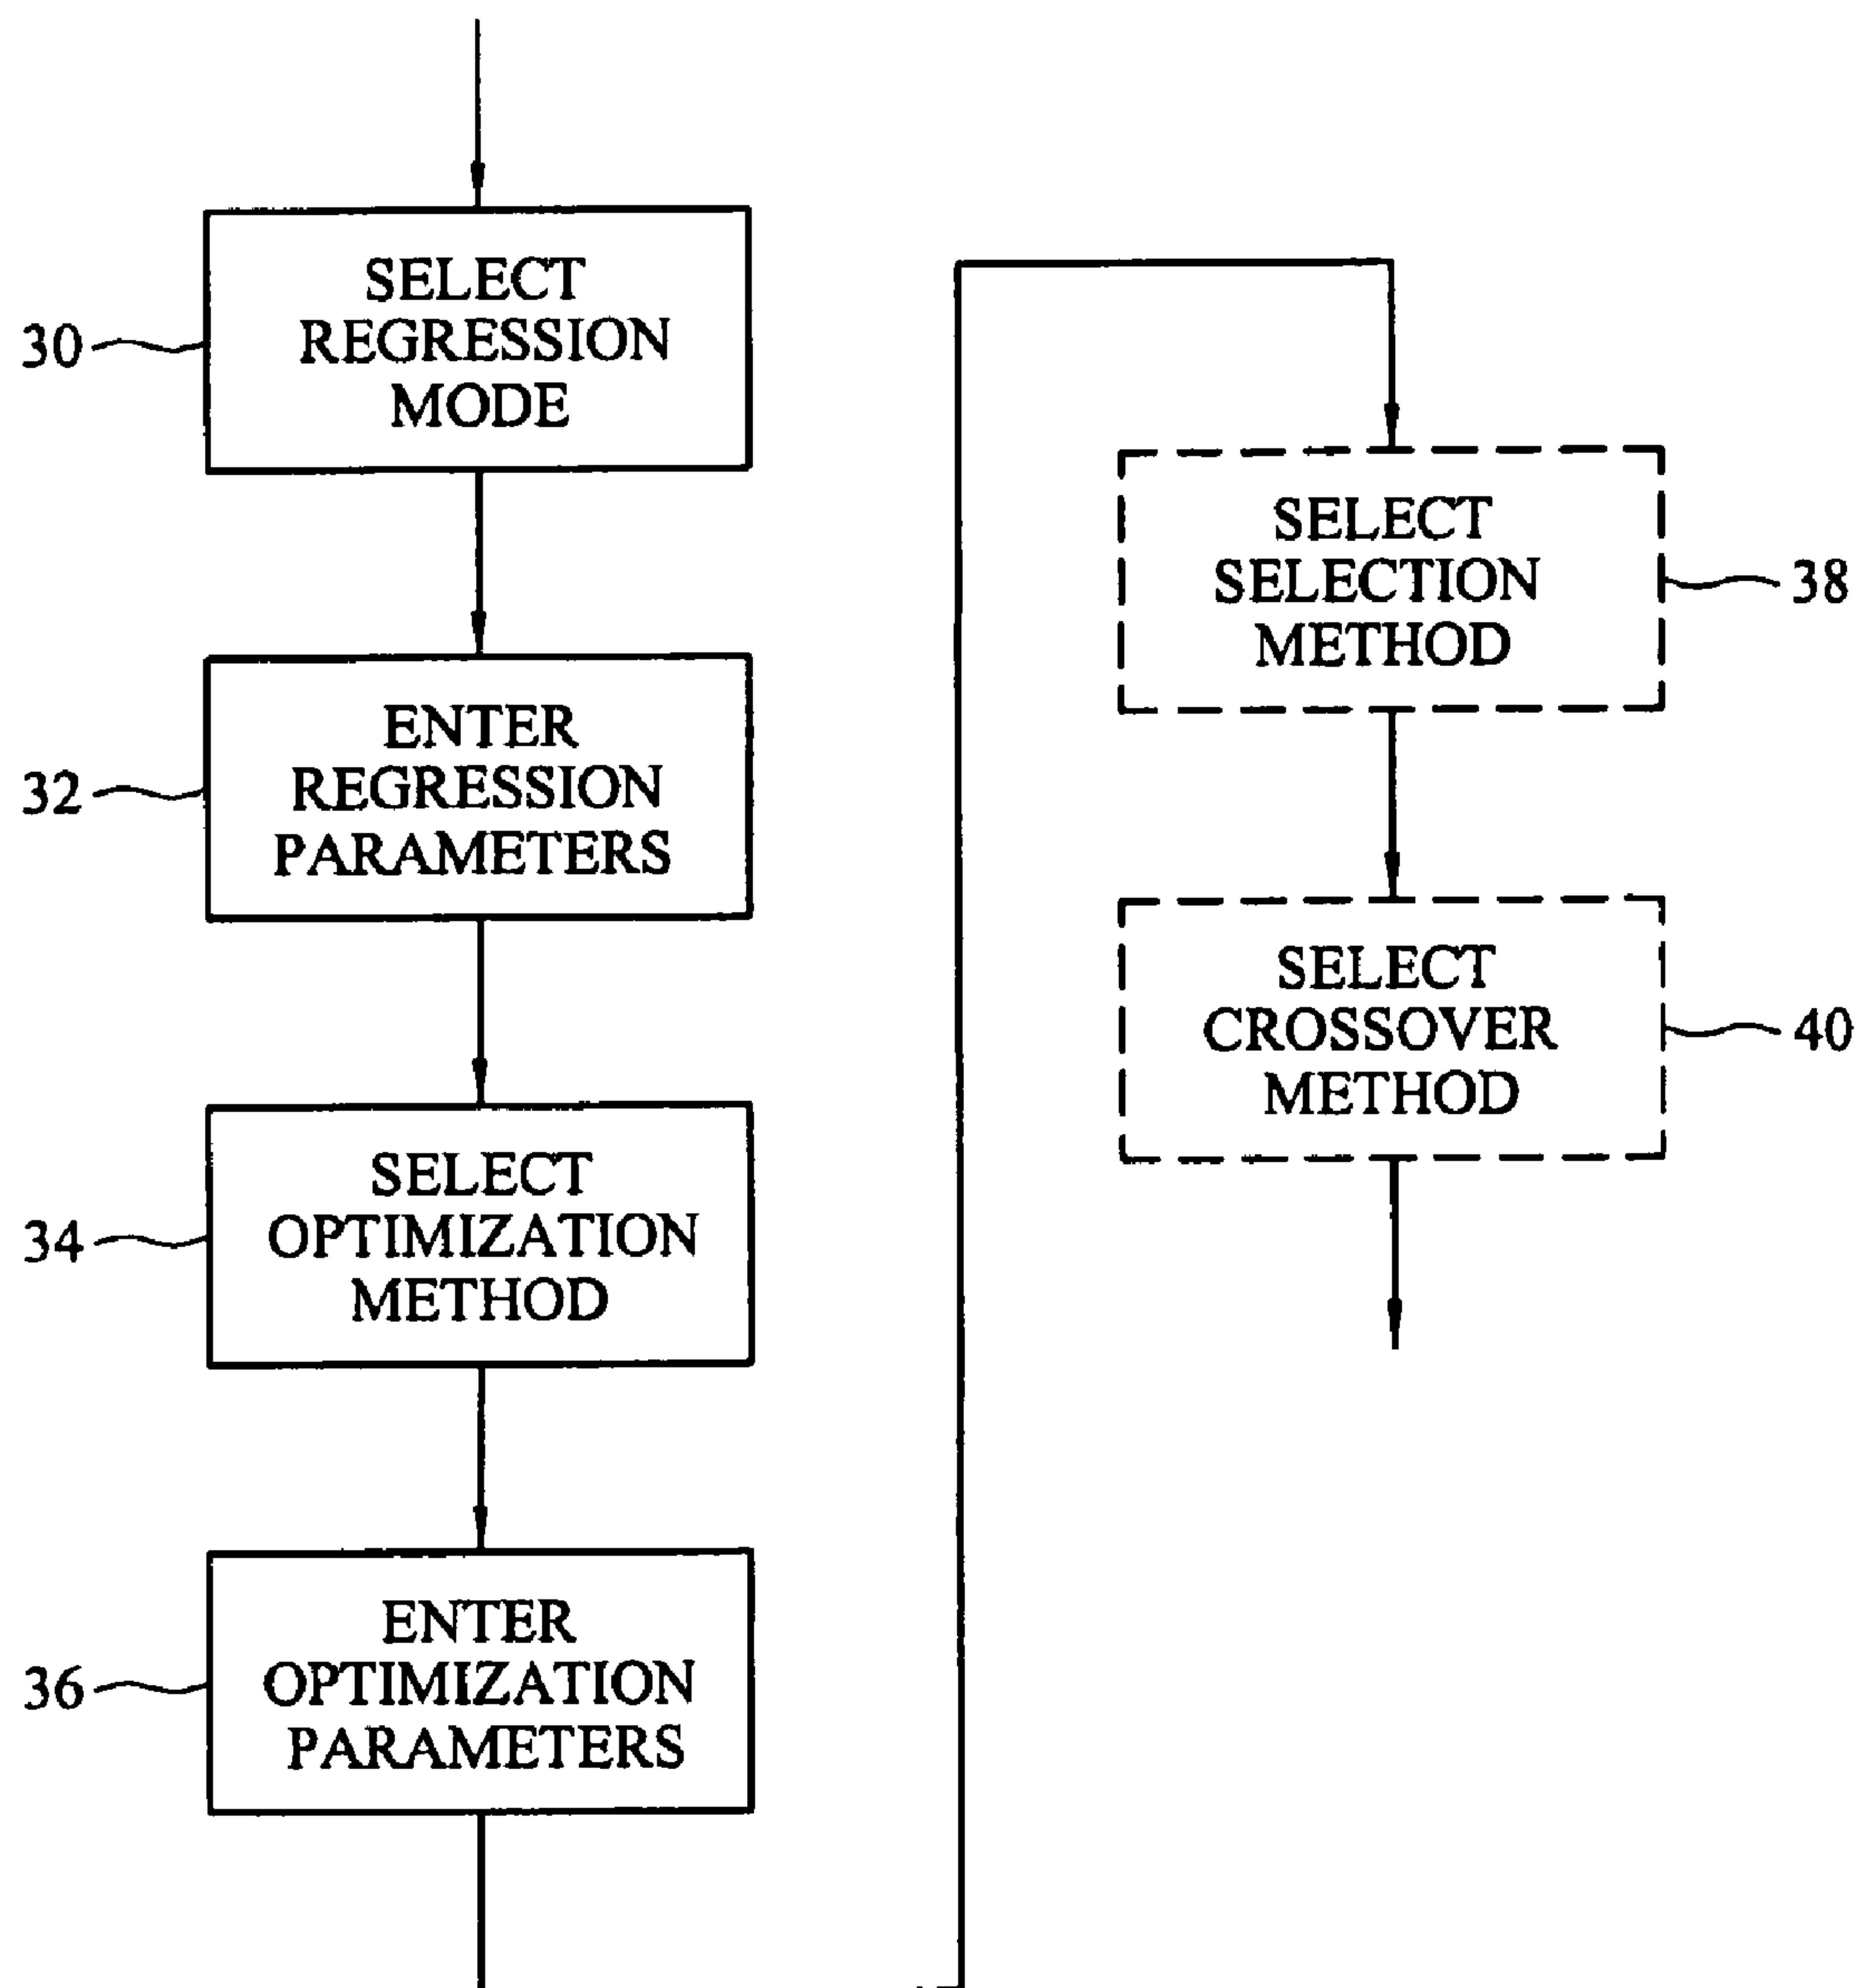 SELECT
REGRESSION
MODE
30
ENTER
REGRESSION
PARAMETERS
32
SELECT
OPTIMIZATION
METHOD
34
ENTER
OPTIMIZATION
PARAMETERS
36
SELECT
SELECTION
METHOD
38
SELECT
CROSSOVER
METHOD
40